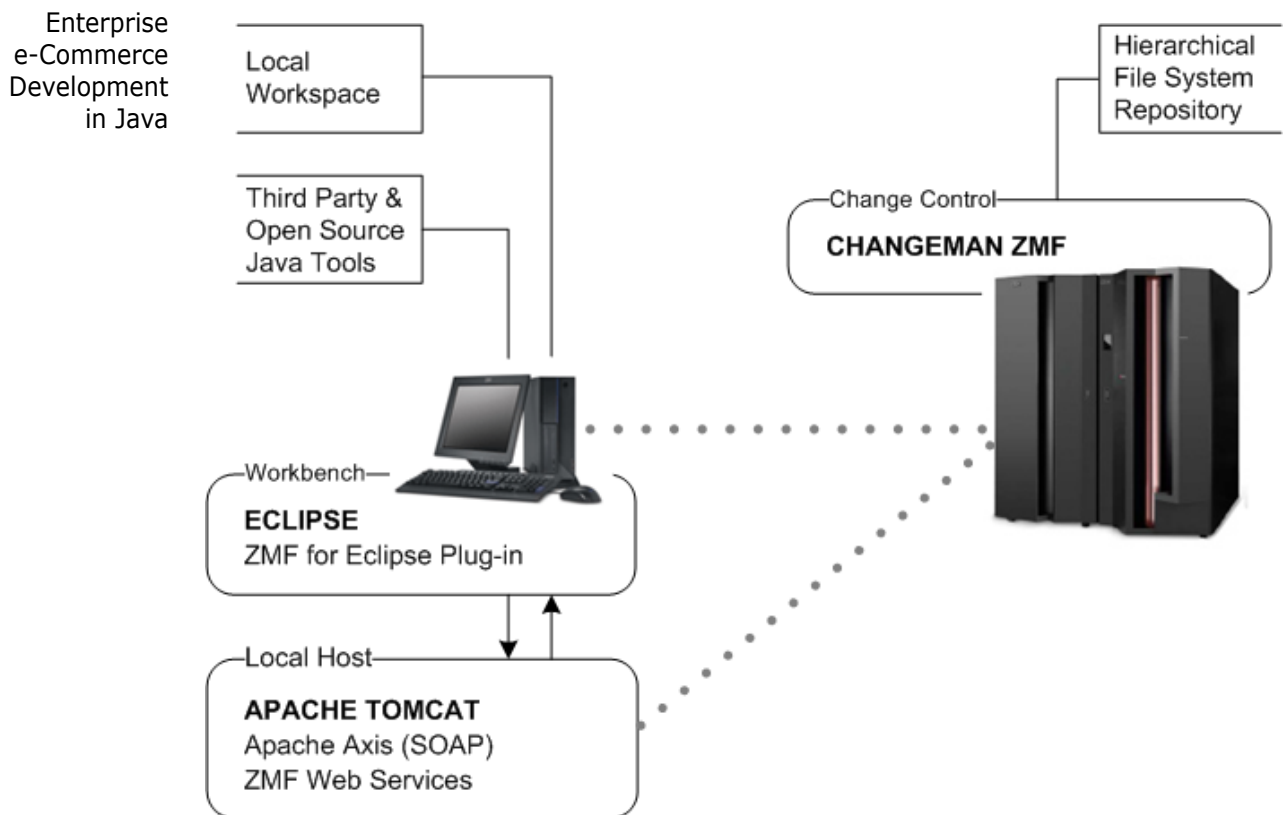 Enterprise
e-Commerce
Development
in Java
Local
Workspace
Third Party &
Open Source
Java Tools
Hierarchical
File System
Repository
Change Control
CHANGEMAN ZMF
Workbench
ECLIPSE
ZMF for Eclipse Plug-in
Local Host
APACHE TOMCAT
Apache Axis (SOAP)
ZMF Web Services